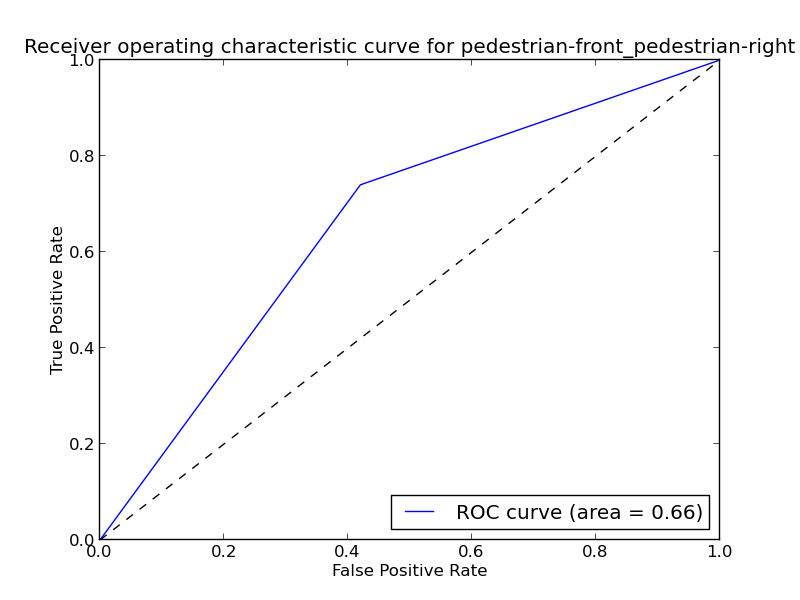 Receiver operating characteristic curve for pedestrian-front_pedestrian-right
1.0
0.8
0.6
0.4
0.2
0.0
True Positive Rate
ROC curve (area = 0.66)
0.0 0.2 0.4 0.6 0.8 1.0
False Positive Rate